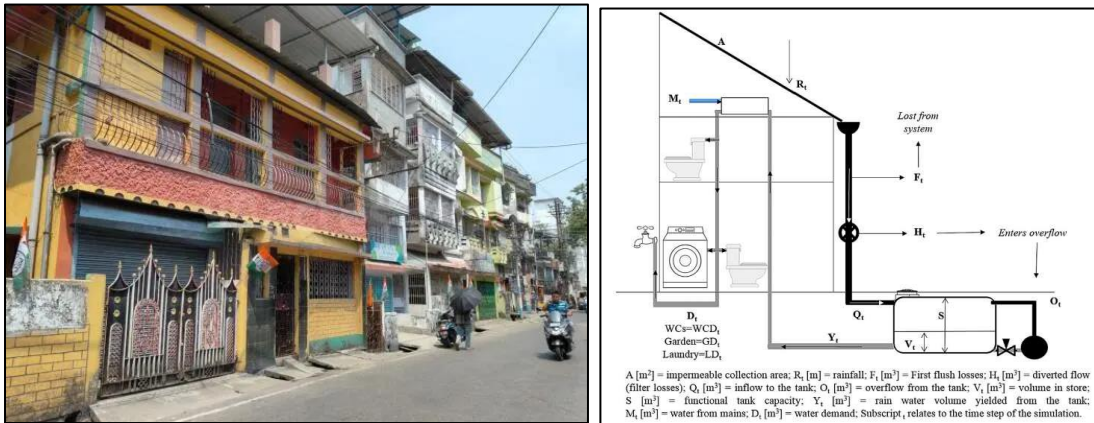 A
Rₜ
Mₜ
Lost from
system
Fₜ
Hₜ
Enters overflow
Dₜ
WCs=WCDₜ
Garden=GDₜ
Laundry=LDₜ
Yₜ
Qₜ
S
Vₜ
Oₜ
A [m²] = impermeable collection area; Rₜ [m] = rainfall; Fₜ [m³] = First flush losses; Hₜ [m³] = diverted flow
(filter losses); Qₜ [m³] = inflow to the tank; Oₜ [m³] = overflow from the tank; Vₜ [m³] = volume in store;
S [m³] = functional tank capacity; Yₜ [m³] = rain water volume yielded from the tank;
Mₜ [m³] = water from mains; Dₜ [m³] = water demand; Subscript ₜ relates to the time step of the simulation.